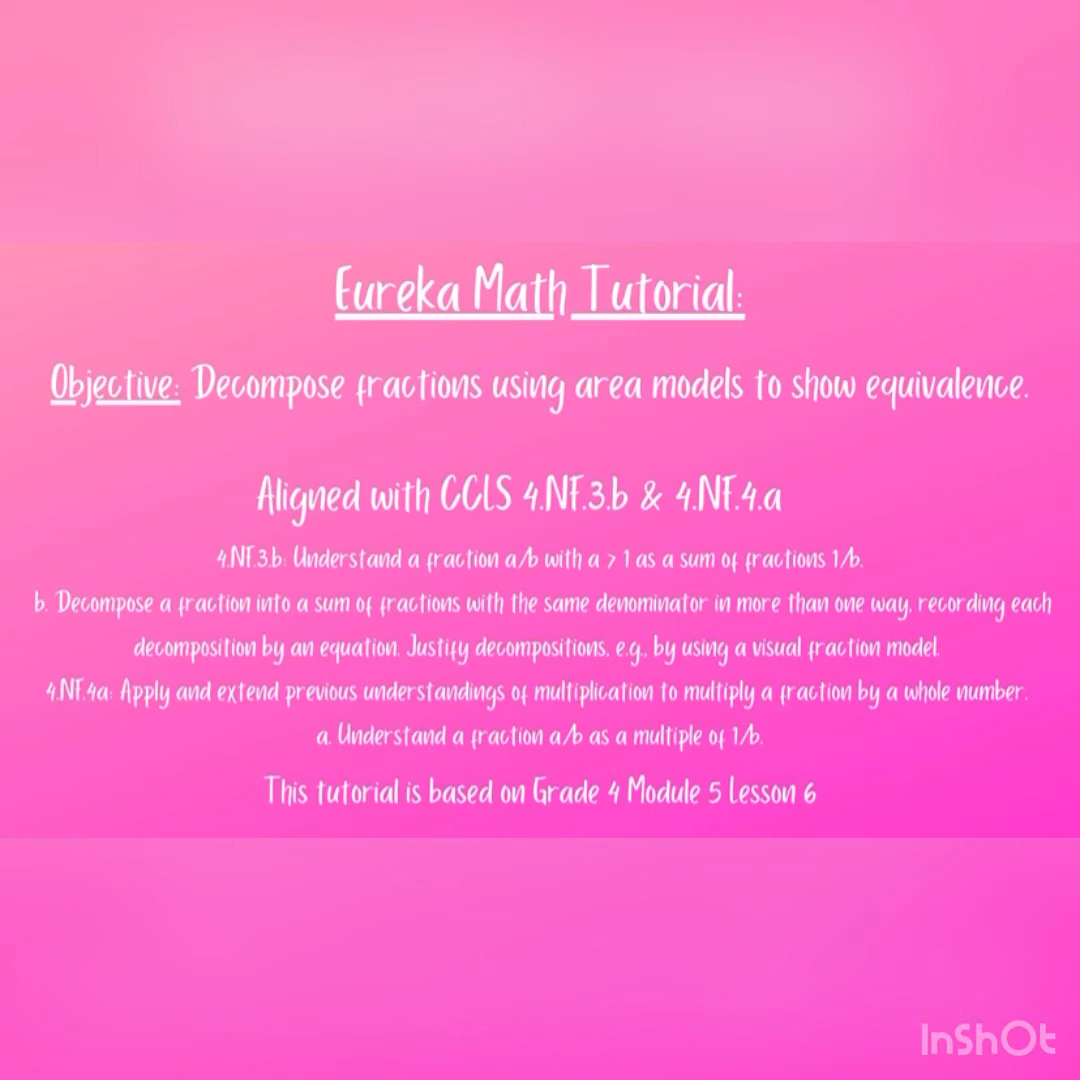 Eureka Math Tutorial:
Objective: Decompose fractions using area models to show equivalence.
Aligned with CCLS 4.NF.3.b & 4.NF.4.a
4.NF.3.b: Understand a fraction a/b with a > 1 as a sum of fractions 1/b.
b. Decompose a fraction into a sum of fractions with the same denominator in more than one way, recording each
decomposition by an equation. Justify decompositions, e.g., by using a visual fraction model.
4.NF.4a: Apply and extend previous understandings of multiplication to multiply a fraction by a whole number.
a. Understand a fraction a/b as a multiple of 1/b.
This tutorial is based on Grade 4 Module 5 Lesson 6
InShOt